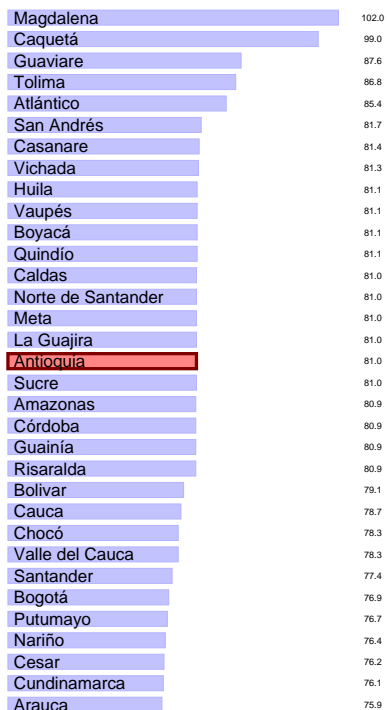 Magdalena 102.0
Caquetá 99.0
Guaviare 87.6
Tolima 86.8
Atlántico 85.4
San Andrés 81.7
Casanare 81.4
Vichada 81.3
Huila 81.1
Vaupés 81.1
Boyacá 81.1
Quindío 81.1
Caldas 81.0
Norte de Santander 81.0
Meta 81.0
La Guajira 81.0
Antioquia 81.0
Sucre 81.0
Amazonas 80.9
Córdoba 80.9
Guainía 80.9
Risaralda 80.9
Bolivar 79.1
Cauca 78.7
Chocó 78.3
Valle del Cauca 78.3
Santander 77.4
Bogotá 76.9
Putumayo 76.7
Nariño 76.4
Cesar 76.2
Cundinamarca 76.1
Arauca 75.9